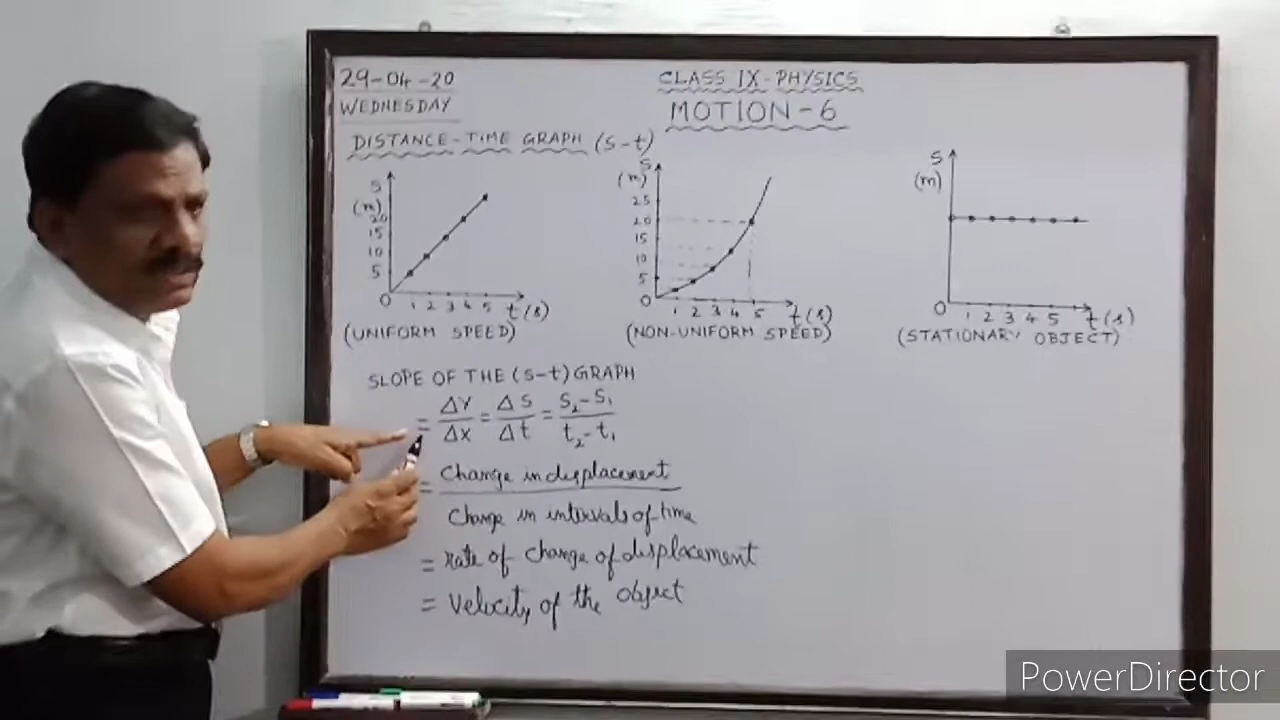 29-04-20
WEDNESDAY
CLASS IX-PHYSICS
MOTION-6
DISTANCE-TIME GRAPH (s-t)
S
(m)
20
15
10
5
0
1 2 3 4 5 t(s)
(UNIFORM SPEED)
S
(m)
25
20
15
10
5
0
1 2 3 4 5 t(s)
(NON-UNIFORM SPEED)
S
(m)
0
1 2 3 4 5 t(s)
(STATIONARY OBJECT)
SLOPE OF THE (s-t) GRAPH
= ΔY/ΔX = ΔS/Δt = S₂-S₁/t₂-t₁
= Change in displacement
Change in intervals of time
= rate of change of displacement
= velocity of the object
PowerDirector